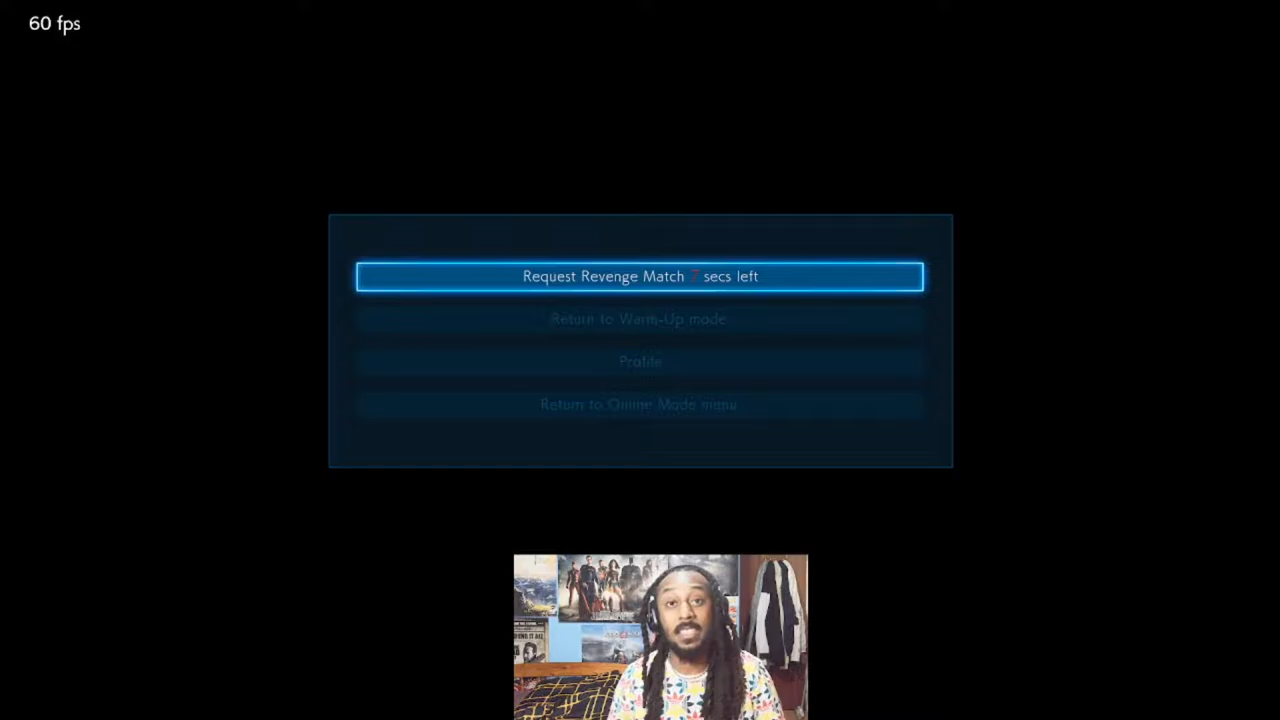 60 fps
Request Revenge Match 7 secs left
Return to Warm-Up mode
Profile
Return to Online Mode menu